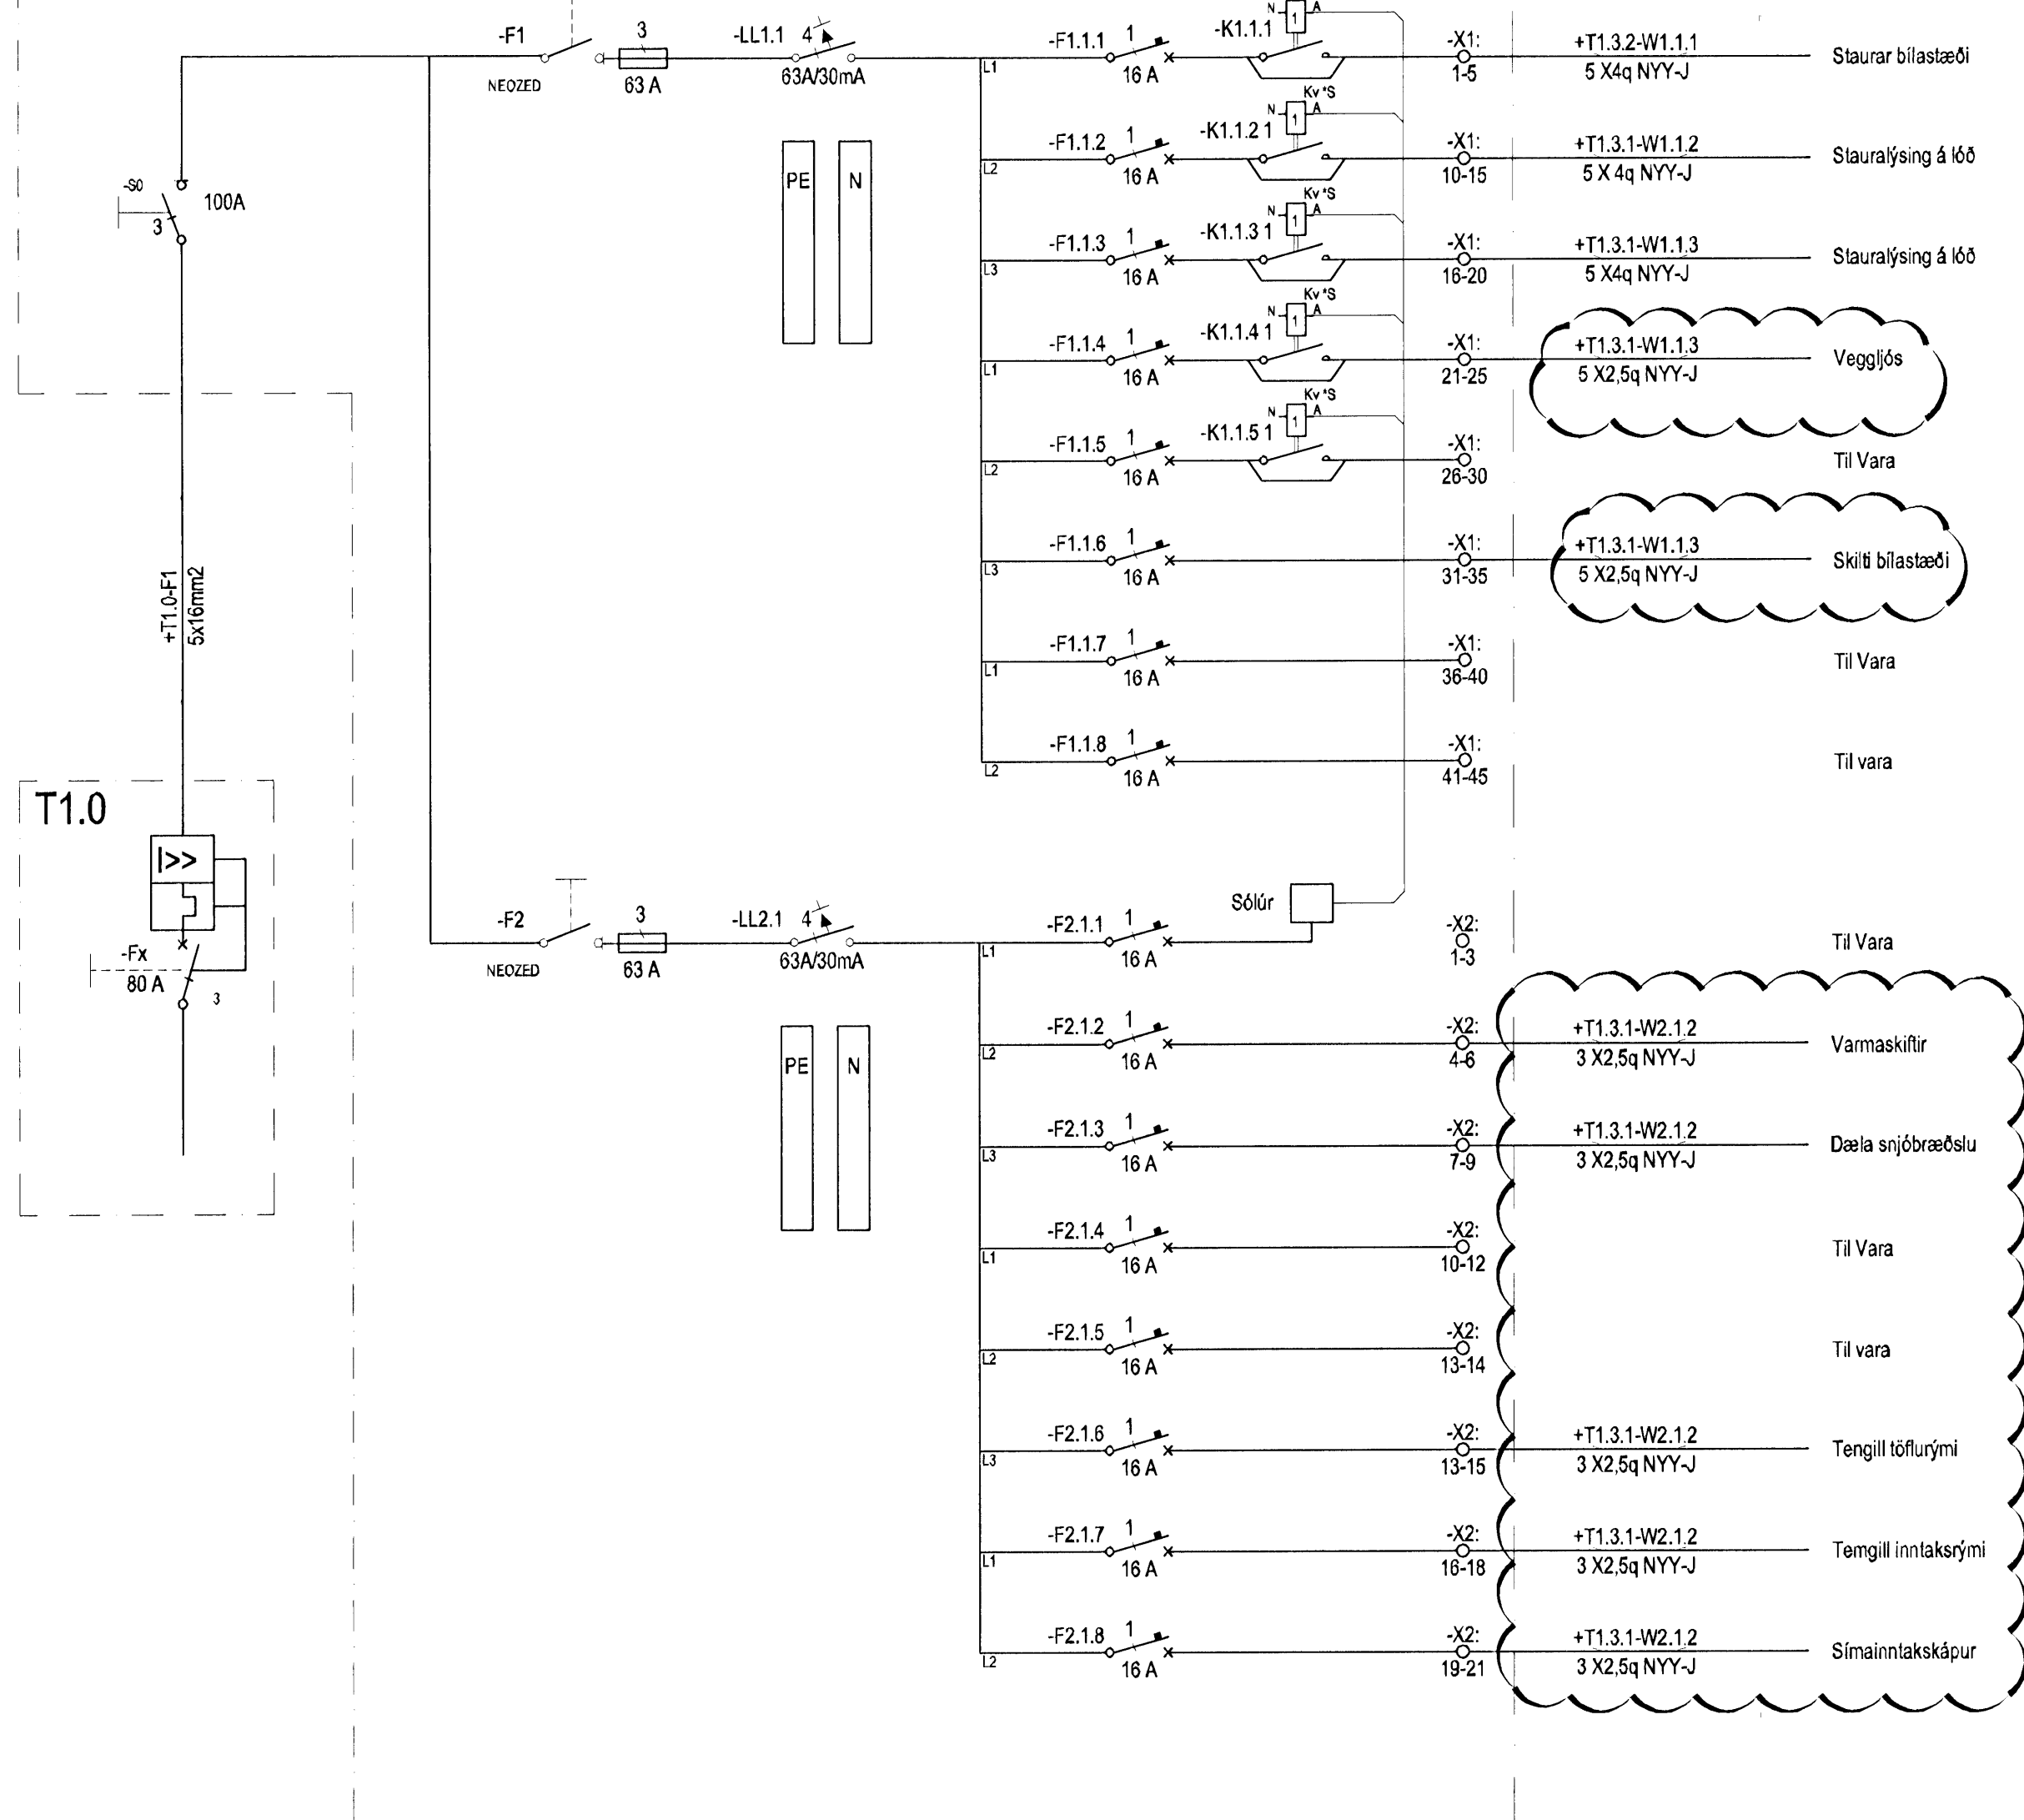 -F1
NEOZED
3
63 A
-LL1.1
4
63A/30mA
PE
N
-S0
3
100A
+T1.0-F1
5x16mm2
T1.0
|>>
-Fx
80 A
3
L1
-F1.1.1
1
16 A
-K1.1.1
N
1
A
-X1:
1-5
+T1.3.2-W1.1.1
5 X4q NYY-J
Staurar bílastæði
L2
-F1.1.2
1
16 A
-K1.1.2 1
Kv *S
N
1
A
-X1:
10-15
+T1.3.1-W1.1.2
5 X 4q NYY-J
Stauralýsing á lóð
L3
-F1.1.3
1
16 A
-K1.1.3 1
Kv *S
N
1
A
-X1:
16-20
+T1.3.1-W1.1.3
5 X4q NYY-J
Stauralýsing á lóð
L1
-F1.1.4
1
16 A
-K1.1.4 1
Kv *S
N
1
A
-X1:
21-25
+T1.3.1-W1.1.3
5 X2,5q NYY-J
Veggljós
L2
-F1.1.5
1
16 A
-K1.1.5 1
Kv *S
N
1
A
-X1:
26-30
Til Vara
L3
-F1.1.6
1
16 A
-X1:
31-35
+T1.3.1-W1.1.3
5 X2,5q NYY-J
Skilti bílastæði
L1
-F1.1.7
1
16 A
-X1:
36-40
Til Vara
L2
-F1.1.8
1
16 A
-X1:
41-45
Til vara
-F2
NEOZED
3
63 A
-LL2.1
4
63A/30mA
PE
N
L1
-F2.1.1
1
16 A
Sólúr
-X2:
1-3
Til Vara
L2
-F2.1.2
1
16 A
-X2:
4-6
+T1.3.1-W2.1.2
3 X2,5q NYY-J
Varmaskiftir
L3
-F2.1.3
1
16 A
-X2:
7-9
+T1.3.1-W2.1.2
3 X2,5q NYY-J
Dæla snjóbræðslu
L1
-F2.1.4
1
16 A
-X2:
10-12
Til Vara
L2
-F2.1.5
1
16 A
-X2:
13-14
Til vara
L3
-F2.1.6
1
16 A
-X2:
13-15
+T1.3.1-W2.1.2
3 X2,5q NYY-J
Tengill töflurými
L1
-F2.1.7
1
16 A
-X2:
16-18
+T1.3.1-W2.1.2
3 X2,5q NYY-J
Temgill inntaksrými
L2
-F2.1.8
1
16 A
-X2:
19-21
+T1.3.1-W2.1.2
3 X2,5q NYY-J
Símainntakskápur